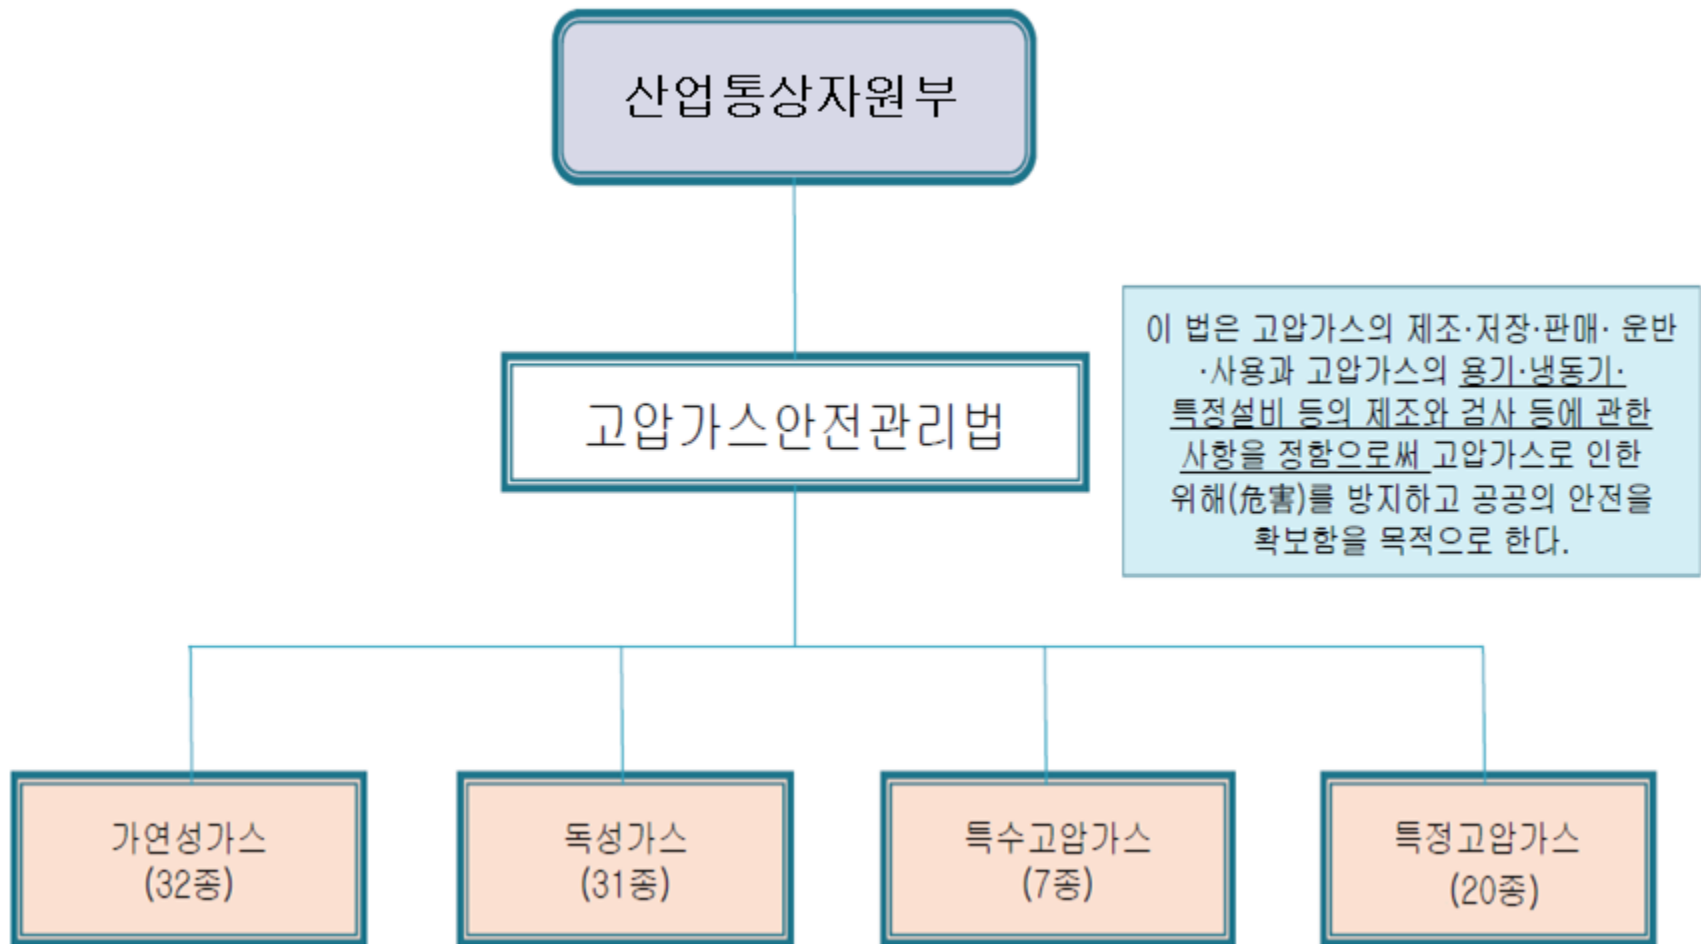 산업통상자원부
고압가스안전관리법
이 법은 고압가스의 제조·저장·판매· 운반
·사용과 고압가스의 용기·냉동기·
특정설비 등의 제조와 검사 등에 관한
사항을 정함으로써 고압가스로 인한
위해(危害)를 방지하고 공공의 안전을
확보함을 목적으로 한다.
가연성가스
(32종)
독성가스
(31종)
특수고압가스
(7종)
특정고압가스
(20종)